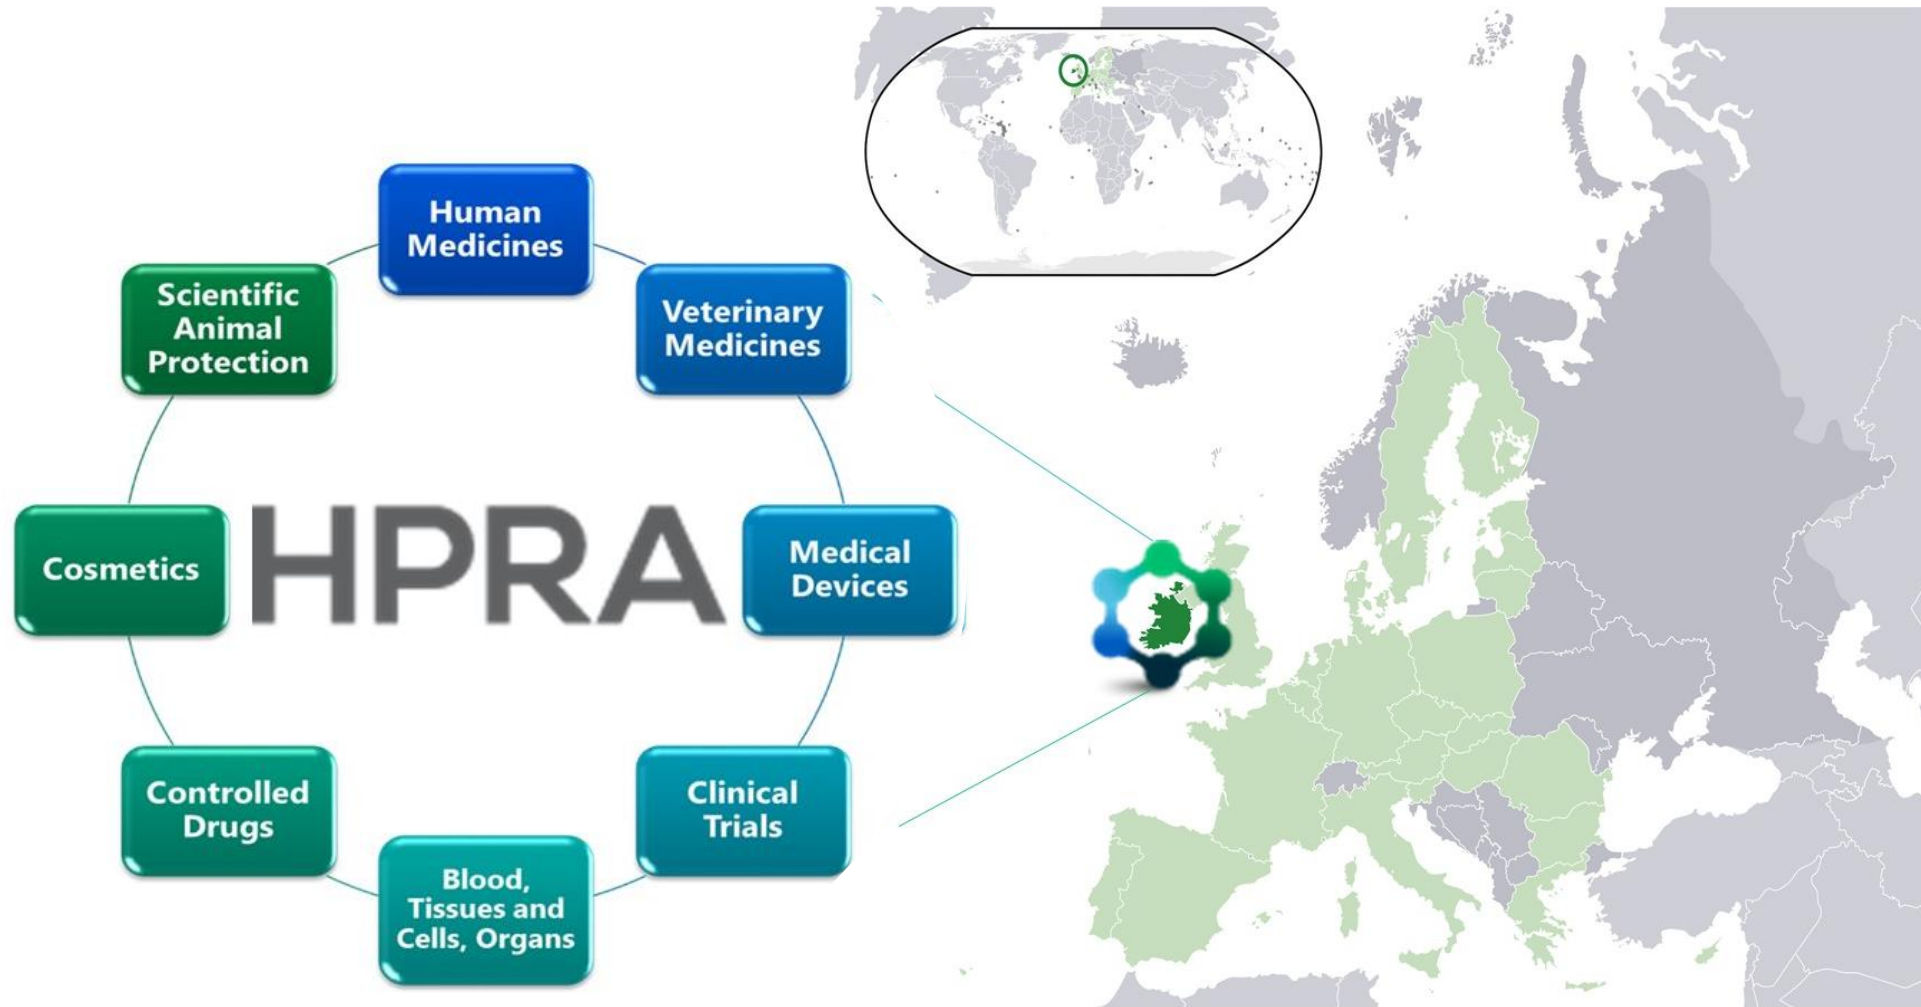 Human
Medicines
Veterinary
Medicines
Medical
Devices
Clinical
Trials
Blood,
Tissues and
Cells, Organs
Controlled
Drugs
Cosmetics
Scientific
Animal
Protection
HPRA